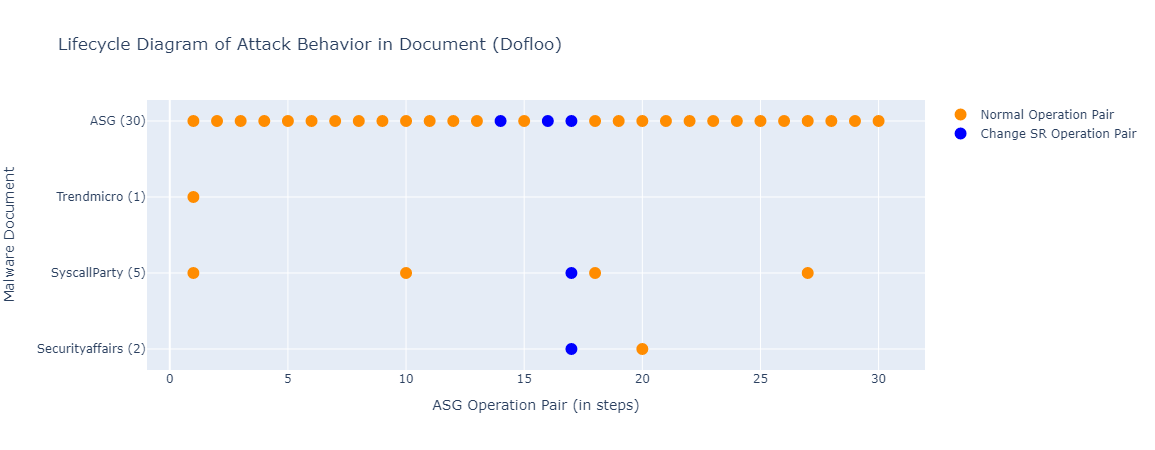 Lifecycle Diagram of Attack Behavior in Document (Dofloo)
Normal Operation Pair
Change SR Operation Pair
Malware Document
ASG (30)
Trendmicro (1)
SyscallParty (5)
Securityaffairs (2)
0 5 10 15 20 25 30
ASG Operation Pair (in steps)